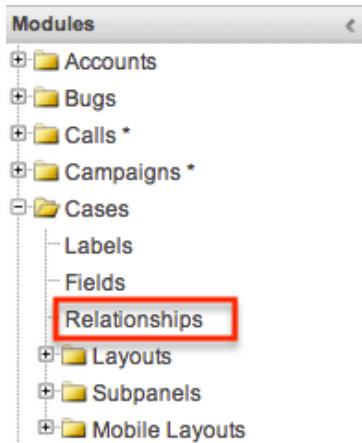 Modules
Accounts
Bugs
Calls *
Campaigns *
Cases
Labels
Fields
Relationships
Layouts
Subpanels
Mobile Layouts